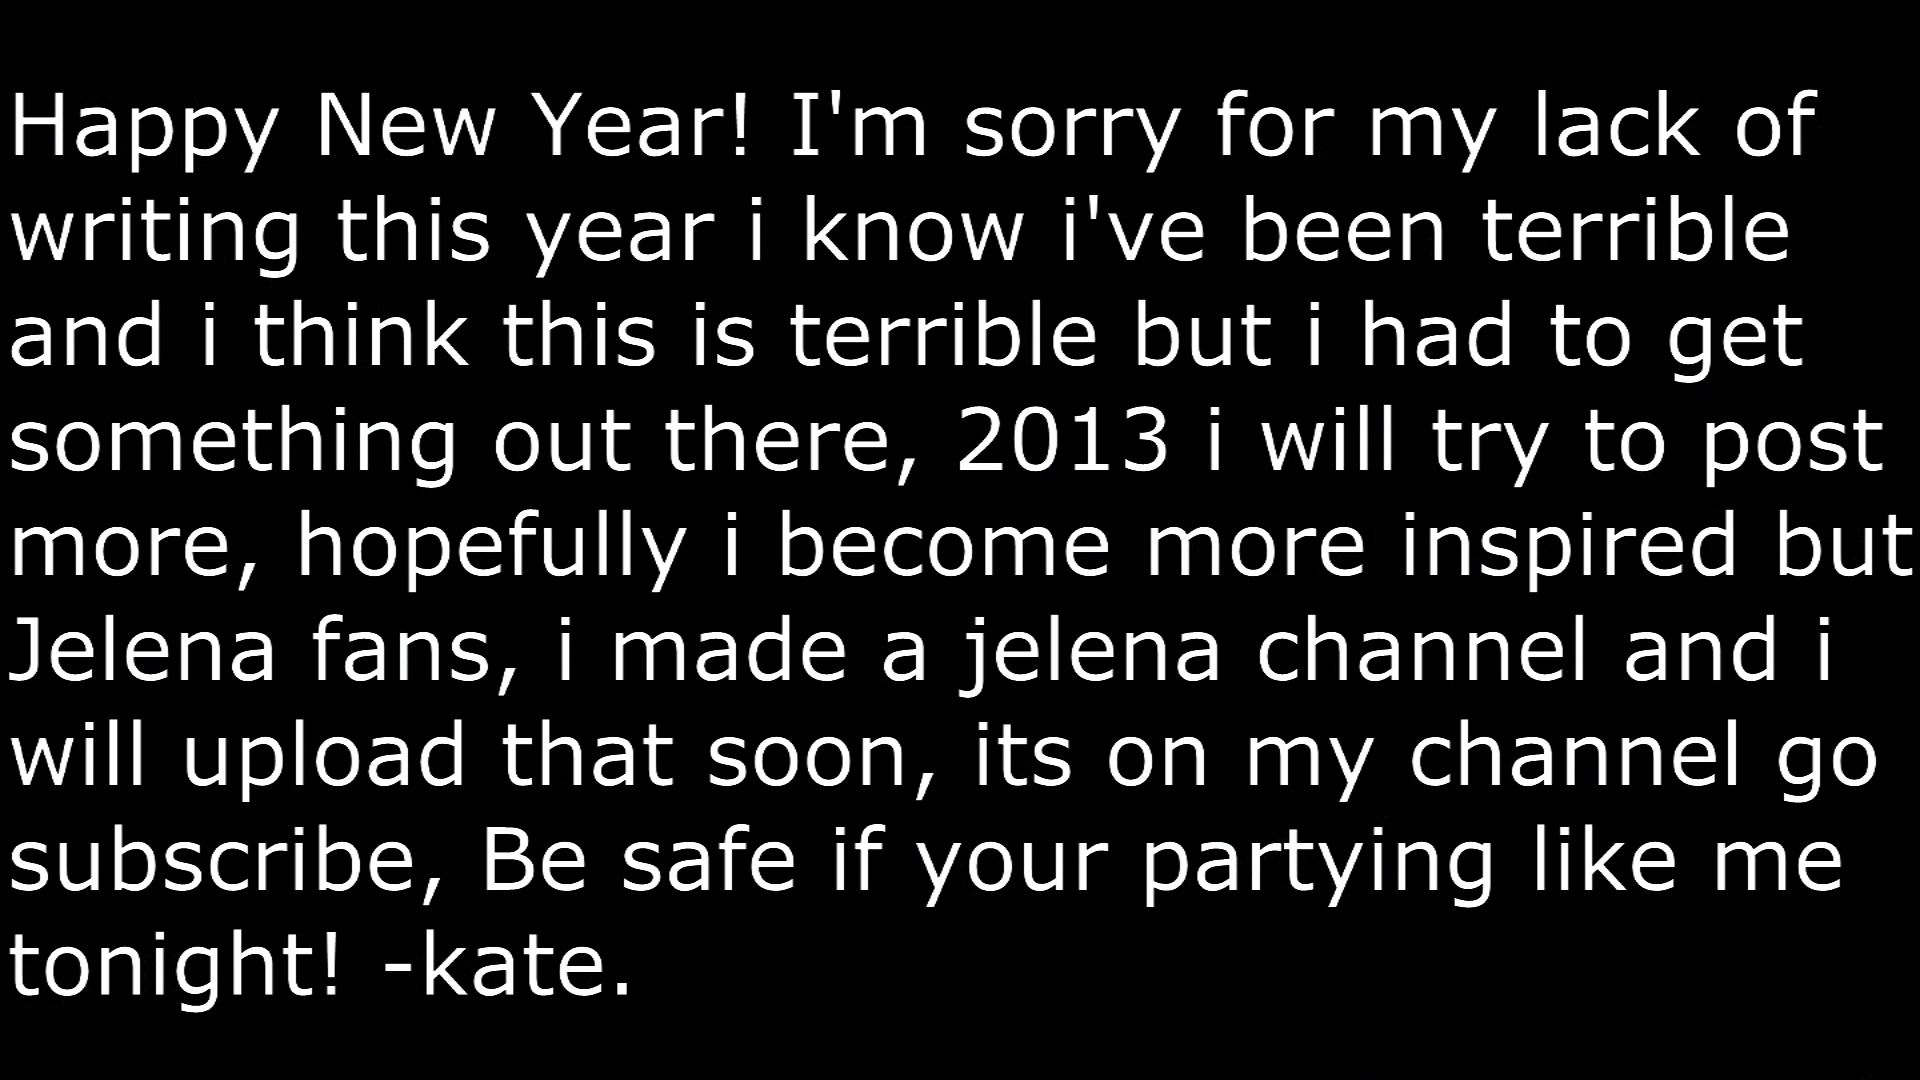 Happy New Year! I'm sorry for my lack of
writing this year i know i've been terrible
and i think this is terrible but i had to get
something out there, 2013 i will try to post
more, hopefully i become more inspired but
Jelena fans, i made a jelena channel and i
will upload that soon, its on my channel go
subscribe, Be safe if your partying like me
tonight! -kate.